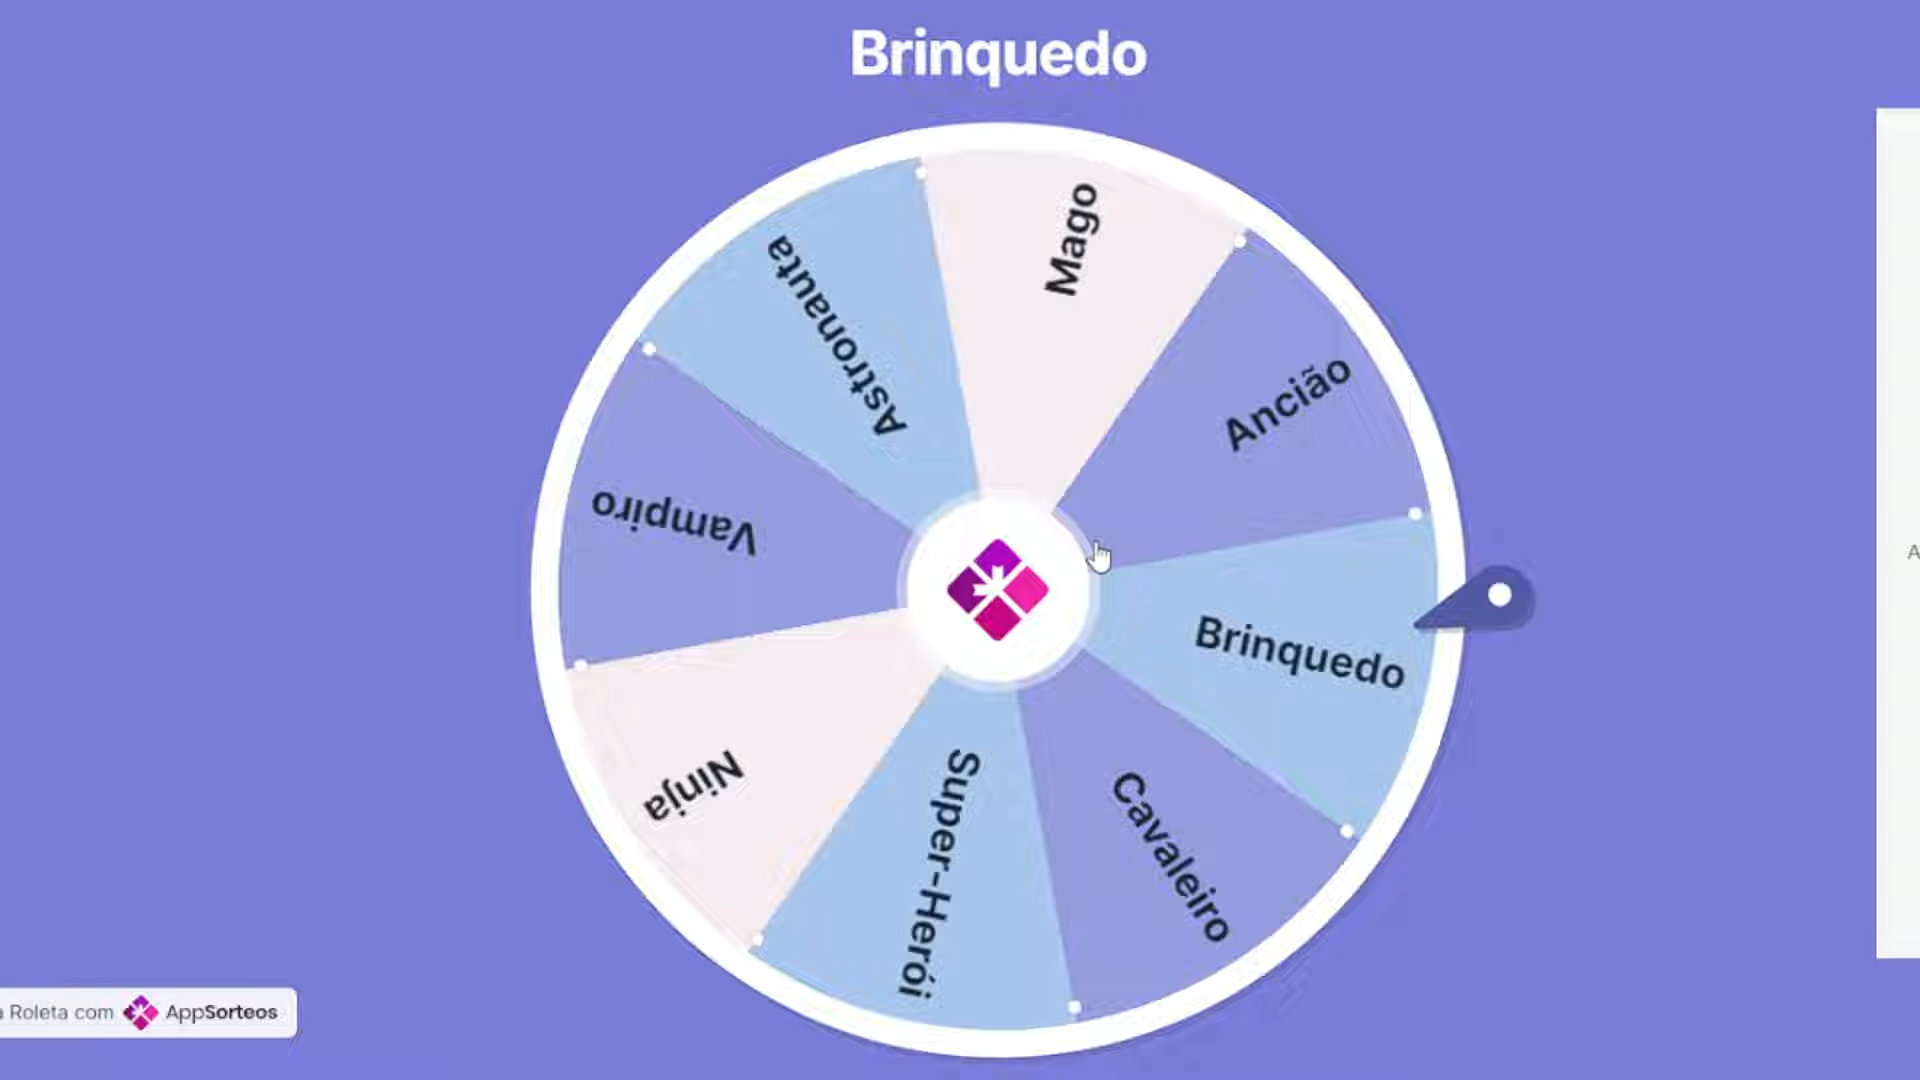 Brinquedo
Mago
Astronauta
Ancião
Vampiro
Brinquedo
Ninja
Super-Herói
Cavaleiro
a Roleta com AppSorteos
A